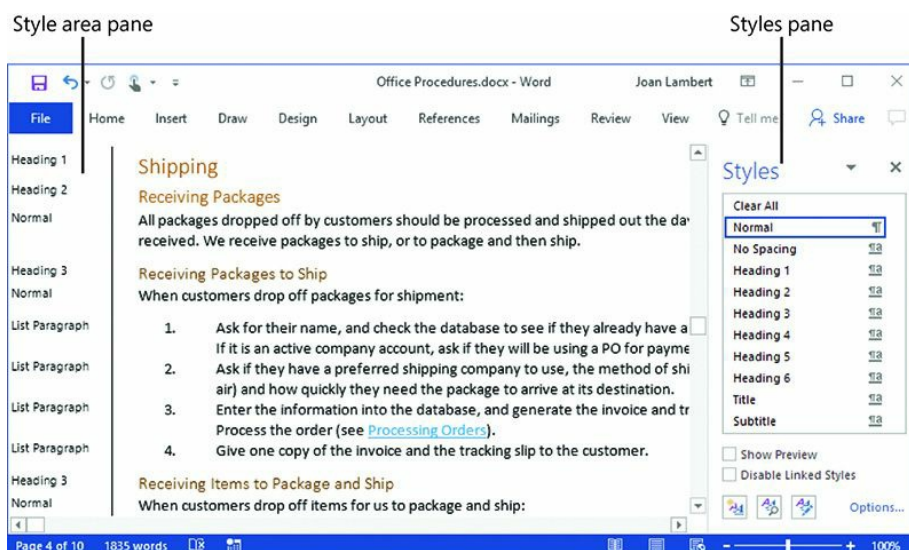 Style area pane
Styles pane
Office Procedures.docx - Word
Joan Lambert
File Home Insert Draw Design Layout References Mailings Review View Tell me Share
Heading 1
Shipping
Heading 2
Receiving Packages
Normal
All packages dropped off by customers should be processed and shipped out the day
received. We receive packages to ship, or to package and then ship.
Heading 3
Receiving Packages to Ship
Normal
When customers drop off packages for shipment:
List Paragraph
1. Ask for their name, and check the database to see if they already have a
If it is an active company account, ask if they will be using a PO for payme
List Paragraph
2. Ask if they have a preferred shipping company to use, the method of shi
air) and how quickly they need the package to arrive at its destination.
List Paragraph
3. Enter the information into the database, and generate the invoice and tr
Process the order (see Processing Orders).
List Paragraph
4. Give one copy of the invoice and the tracking slip to the customer.
Heading 3
Receiving Items to Package and Ship
Normal
When customers drop off items for us to package and ship:
Styles
Clear All
Normal ¶
No Spacing ¶a
Heading 1 ¶a
Heading 2 ¶a
Heading 3 ¶a
Heading 4 ¶a
Heading 5 ¶a
Heading 6 ¶a
Title ¶a
Subtitle ¶a
Show Preview
Disable Linked Styles
Options...
Page 4 of 10 1835 words
100%